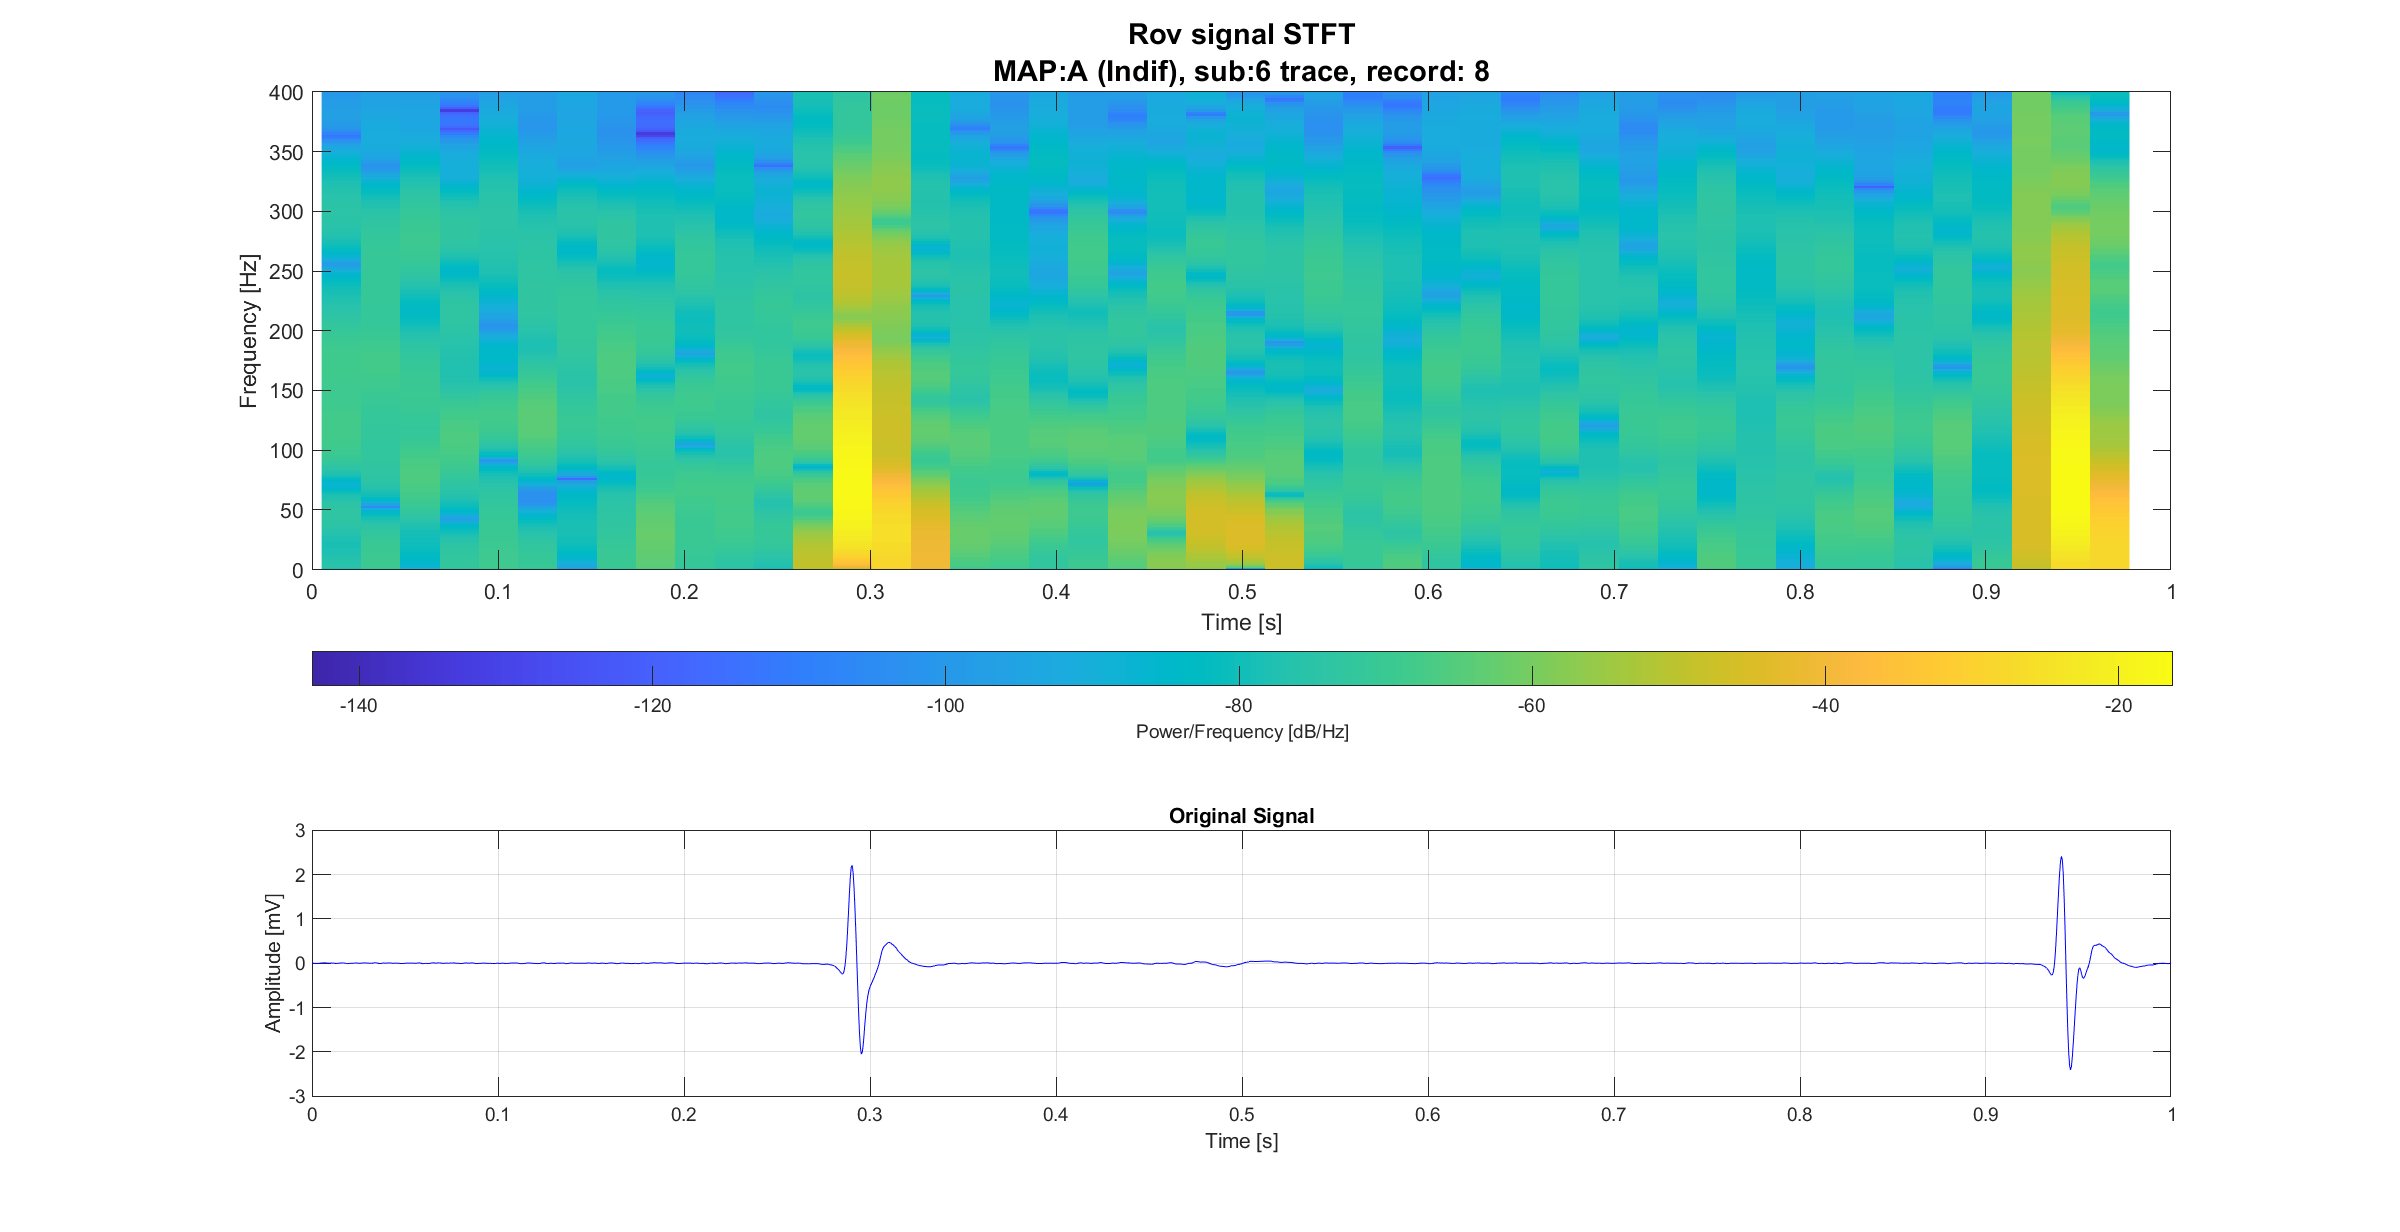 Rov signal STFT
MAP:A (Indif), sub:6 trace, record: 8
400
350
300
250
200
150
100
50
0
Frequency [Hz]
0 0.1 0.2 0.3 0.4 0.5 0.6 0.7 0.8 0.9 1
Time [s]
-140 -120 -100 -80 -60 -40 -20
Power/Frequency [dB/Hz]
Original Signal
3
2
1
0
-1
-2
-3
Amplitude [mV]
0 0.1 0.2 0.3 0.4 0.5 0.6 0.7 0.8 0.9 1
Time [s]